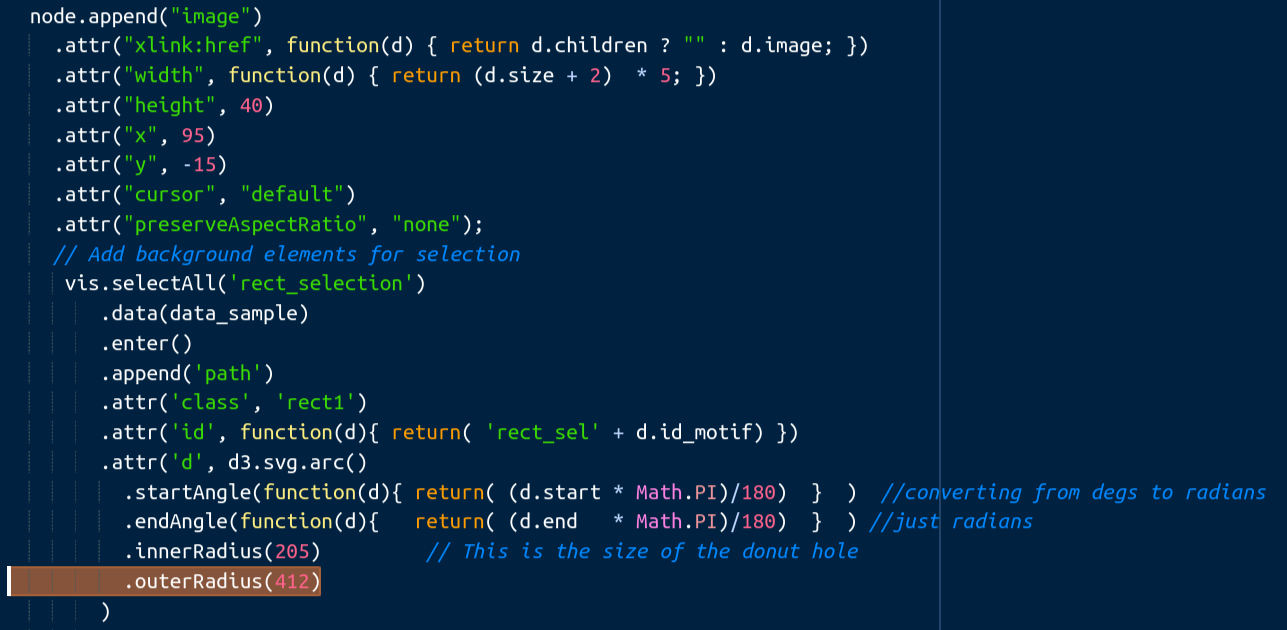 node.append("image")
.attr("xlink:href", function(d) { return d.children ? "" : d.image; })
.attr("width", function(d) { return (d.size + 2)  * 5; })
.attr("height", 40)
.attr("x", 95)
.attr("y", -15)
.attr("cursor", "default")
.attr("preserveAspectRatio", "none");
// Add background elements for selection
vis.selectAll('rect_selection')
.data(data_sample)
.enter()
.append('path')
.attr('class', 'rect1')
.attr('id', function(d){ return( 'rect_sel' + d.id_motif) })
.attr('d', d3.svg.arc()
.startAngle(function(d){ return( (d.start * Math.PI)/180)  }  )  //converting from degs to radians
.endAngle(function(d){   return( (d.end   * Math.PI)/180)  }  ) //just radians
.innerRadius(205)         // This is the size of the donut hole
.outerRadius(412)
)